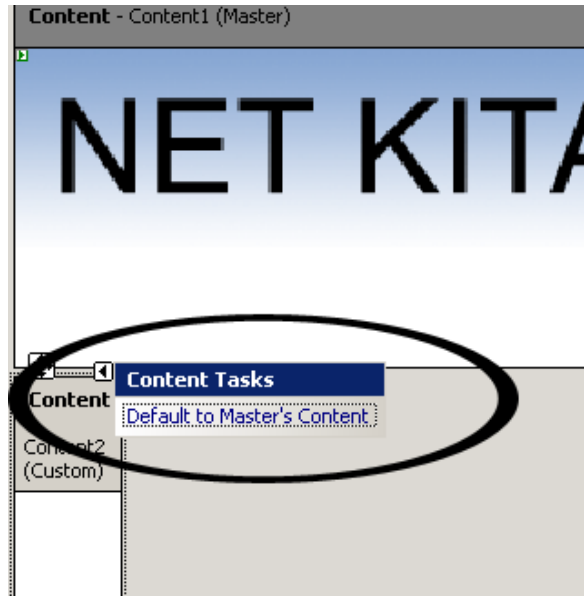 Content - Content1 (Master)
NET KITA
Content Tasks
Content
Default to Master's Content
Content2
(Custom)